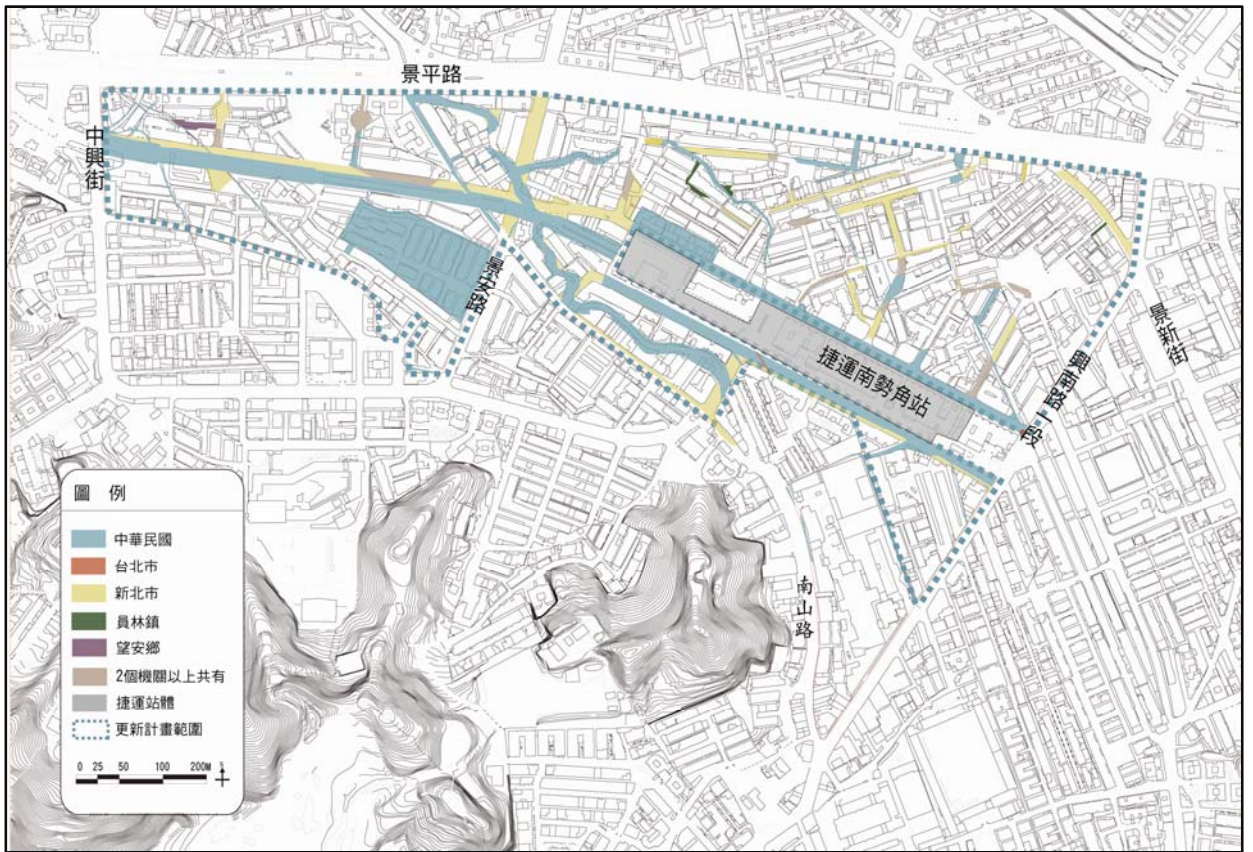 景平路
中興街
景安路
捷運南勢角站
景新街
興南路一段
南山路
圖 例
中華民國
台北市
新北市
員林鎮
望安鄉
2個機關以上共有
捷運站體
更新計畫範圍
0 25 50 100 200M